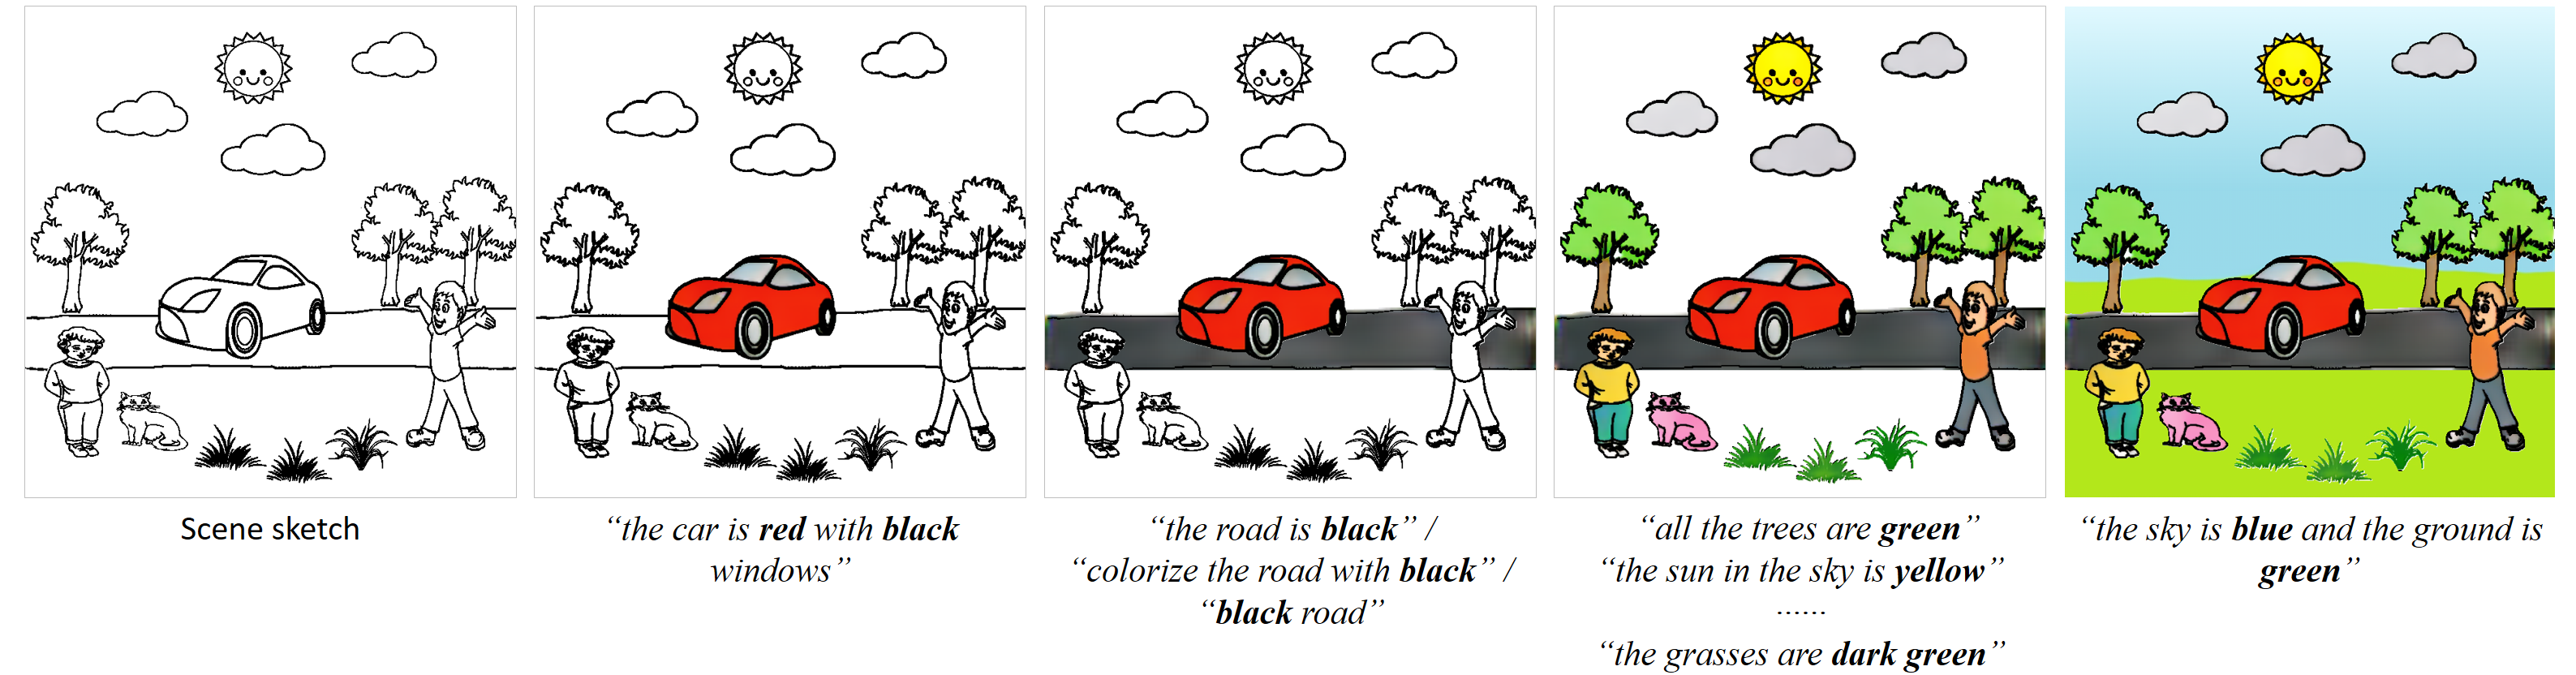 Scene sketch
“the car is red with black
windows”
“the road is black” /
“colorize the road with black” /
“black road”
“all the trees are green”
“the sun in the sky is yellow”
......
“the grasses are dark green”
“the sky is blue and the ground is
green”